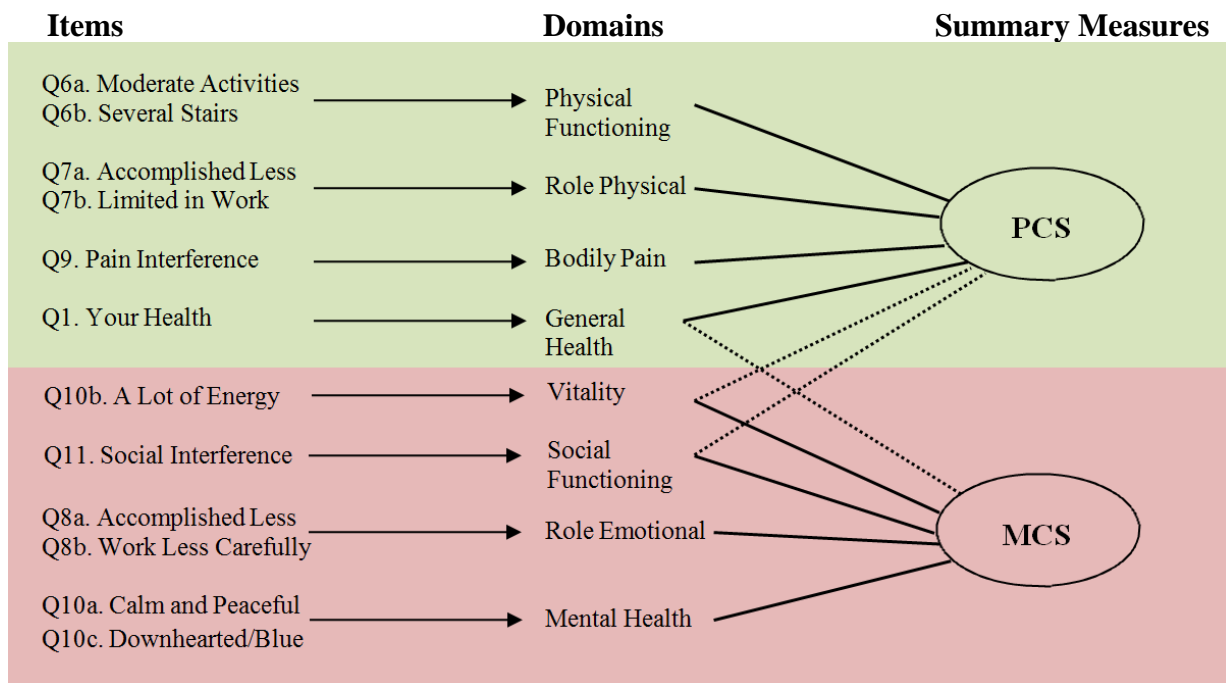 Items Domains Summary Measures
Q6a. Moderate Activities
Q6b. Several Stairs
Physical
Functioning
Q7a. Accomplished Less
Q7b. Limited in Work
Role Physical
PCS
Q9. Pain Interference
Bodily Pain
Q1. Your Health
General
Health
Q10b. A Lot of Energy
Vitality
Q11. Social Interference
Social
Functioning
Q8a. Accomplished Less
Q8b. Work Less Carefully
Role Emotional
MCS
Q10a. Calm and Peaceful
Q10c. Downhearted/Blue
Mental Health